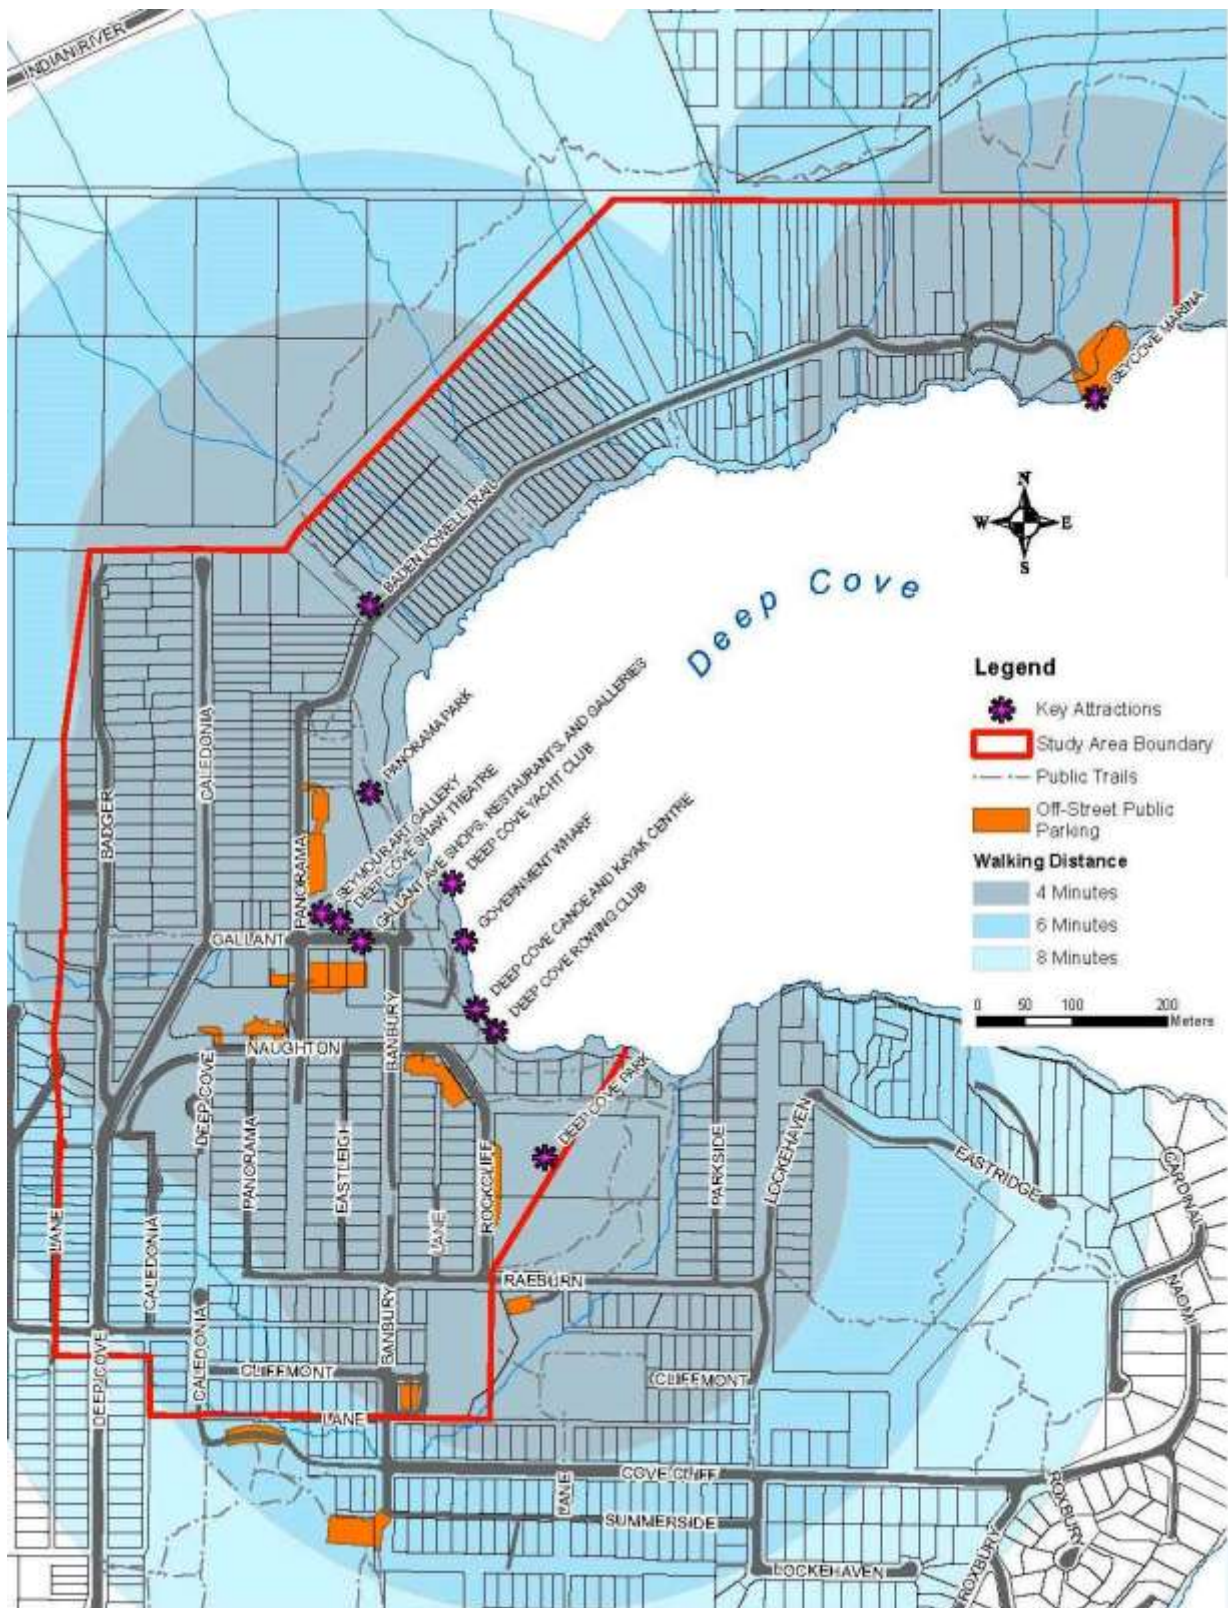 INDIAN RIVER
SEYCOVE MARINA
BADEN POWELL TRAIL
N
W E
S
Deep Cove
CALEDONIA
BADGER
PANORAMA
PANORAMA PARK
SEYMOUR ART GALLERY
DEEP COVE SHAW THEATRE
GALLANT AVE SHOPS, RESTAURANTS, AND GALLERIES
DEEP COVE YACHT CLUB
GOVERNMENT WHARF
DEEP COVE CANOE AND KAYAK CENTRE
DEEP COVE ROWING CLUB
Legend
Key Attractions
Study Area Boundary
Public Trails
Off-Street Public
Parking
Walking Distance
4 Minutes
6 Minutes
8 Minutes
0 50 100 200
Meters
GALLANT
BANBURY
NAUGHTON
DEEP COVE
DEEP COVE PARK
PANORAMA
EASTLEIGH
LANE
ROCKCLIFF
PARKSIDE
LOCKEHAVEN
EASTRIDGE
CARDINAL
NAOMI
LANE
CALEDONIA
RAEBURN
CALEDONIA
BANBURY
CLIFFMONT
CLIFFMONT
DEEP COVE
LANE
COVE CLIFF
LANE
SUMMERSIDE
LOCKEHAVEN
ROXBURY
ROXBURY